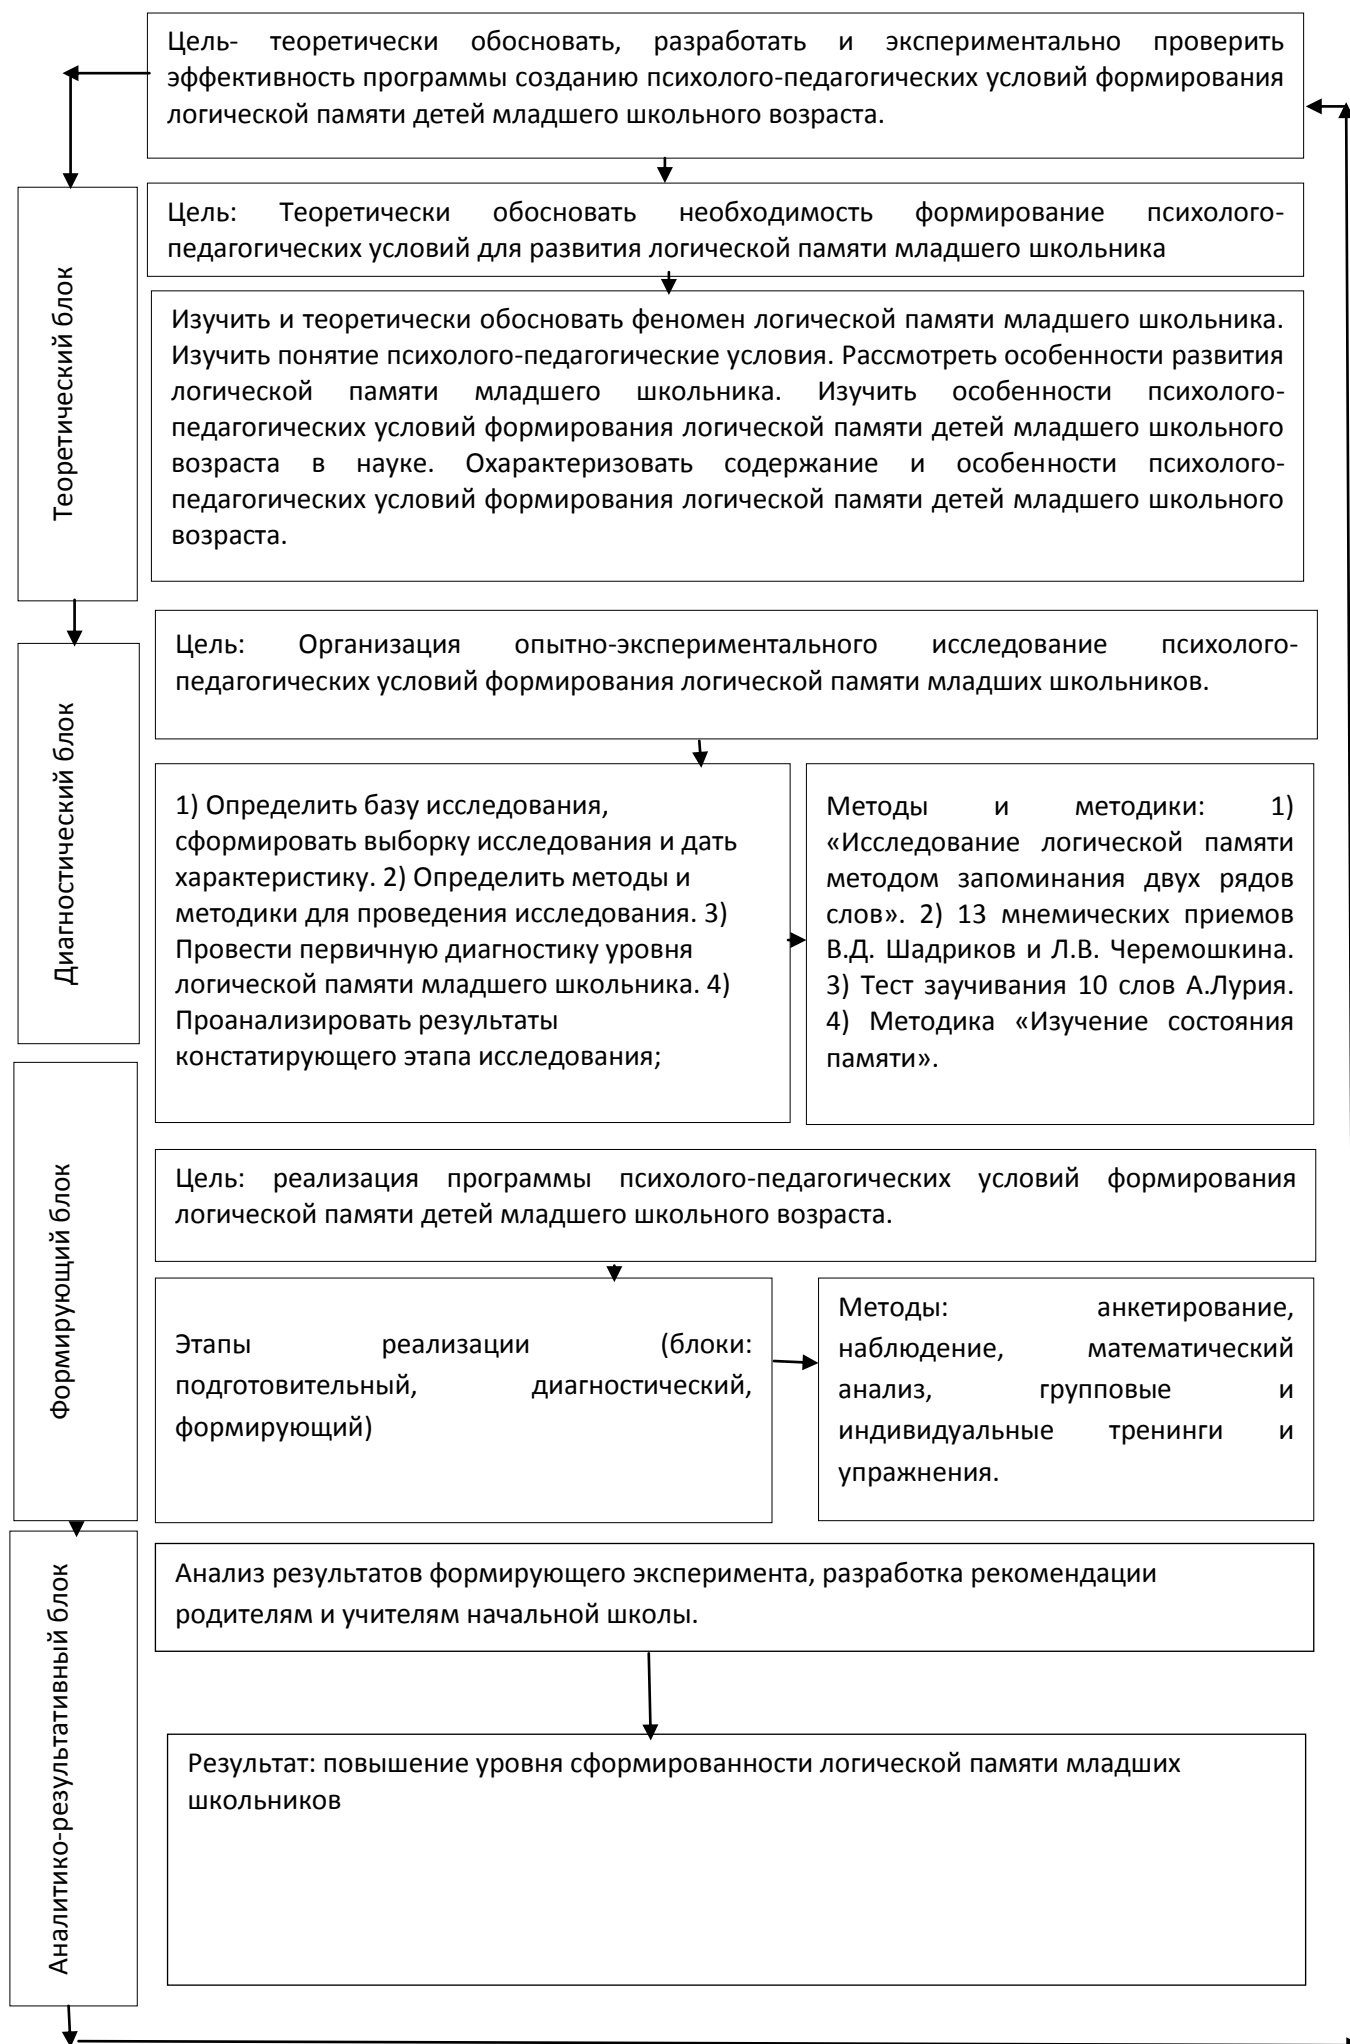 Цель- теоретически обосновать, разработать и экспериментально проверить
эффективность программы созданию психолого-педагогических условий формирования
логической памяти детей младшего школьного возраста.
Теоретический блок
Цель: Теоретически обосновать необходимость формирование психолого-
педагогических условий для развития логической памяти младшего школьника
Изучить и теоретически обосновать феномен логической памяти младшего школьника.
Изучить понятие психолого-педагогические условия. Рассмотреть особенности развития
логической памяти младшего школьника. Изучить особенности психолого-
педагогических условий формирования логической памяти детей младшего школьного
возраста в науке. Охарактеризовать содержание и особенности психолого-
педагогических условий формирования логической памяти детей младшего школьного
возраста.
Диагностический блок
Цель: Организация опытно-экспериментального исследование психолого-
педагогических условий формирования логической памяти младших школьников.
1) Определить базу исследования,
сформировать выборку исследования и дать
характеристику. 2) Определить методы и
методики для проведения исследования. 3)
Провести первичную диагностику уровня
логической памяти младшего школьника. 4)
Проанализировать результаты
констатирующего этапа исследования;
Методы и методики: 1)
«Исследование логической памяти
методом запоминания двух рядов
слов». 2) 13 мнемических приемов
В.Д. Шадриков и Л.В. Черемошкина.
3) Тест заучивания 10 слов А.Лурия.
4) Методика «Изучение состояния
памяти».
Формирующий блок
Цель: реализация программы психолого-педагогических условий формирования
логической памяти детей младшего школьного возраста.
Этапы реализации (блоки:
подготовительный, диагностический,
формирующий)
Методы: анкетирование,
наблюдение, математический
анализ, групповые и
индивидуальные тренинги и
упражнения.
Аналитико-результативный блок
Анализ результатов формирующего эксперимента, разработка рекомендации
родителям и учителям начальной школы.
Результат: повышение уровня сформированности логической памяти младших
школьников